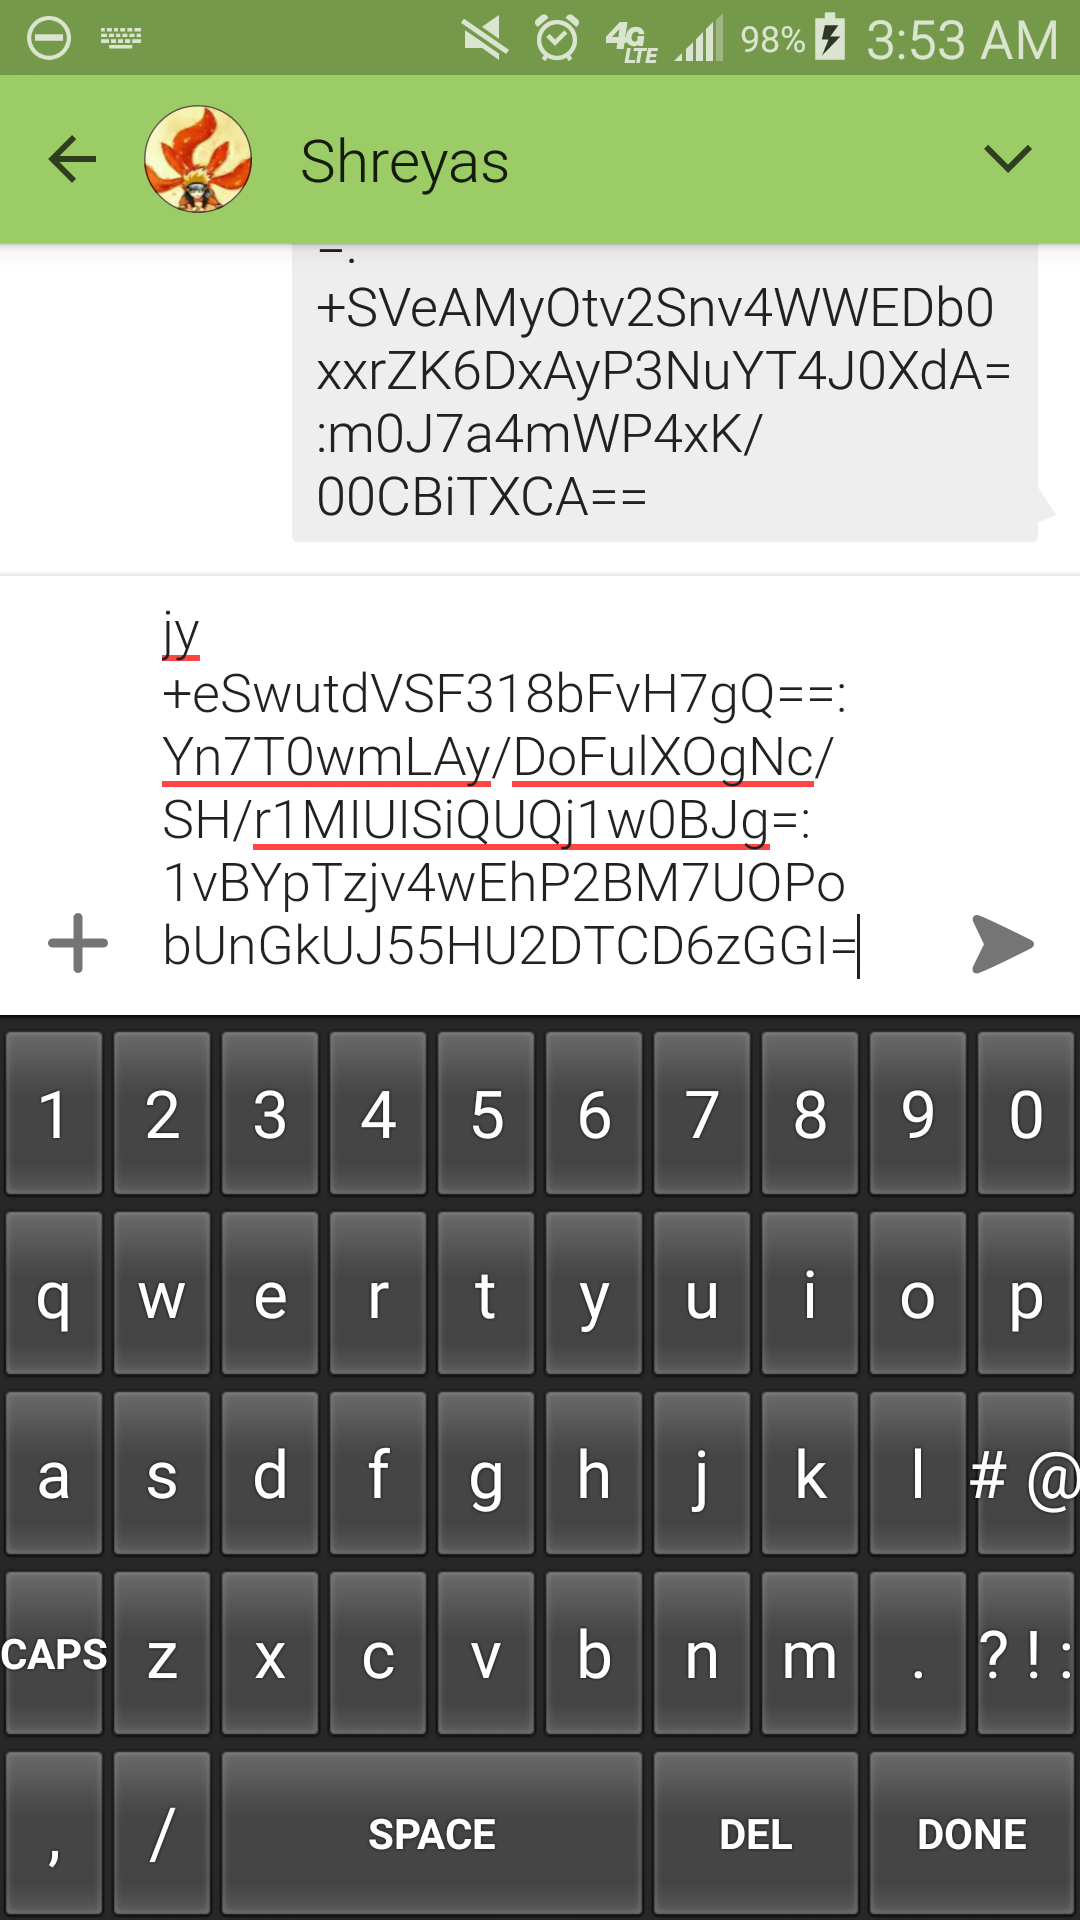 98% 3:53 AM
4G LTE
Shreyas
+SVeAMyOtv2Snv4WWEDb0
xxrZK6DxAyP3NuYT4J0XdA=
:m0J7a4mWP4xK/
00CBiTXCA==
jy
+eSwutdVSF318bFvH7gQ==:
Yn7T0wmLAy/DoFulXOgNc/
SH/r1MIUISiQUQj1w0BJg=:
1vBYpTzjv4wEhP2BM7UOPo
bUnGkUJ55HU2DTCD6zGGI=
1 2 3 4 5 6 7 8 9 0
q w e r t y u i o p
a s d f g h j k l # @
CAPS z x c v b n m . ? ! :
, / SPACE DEL DONE